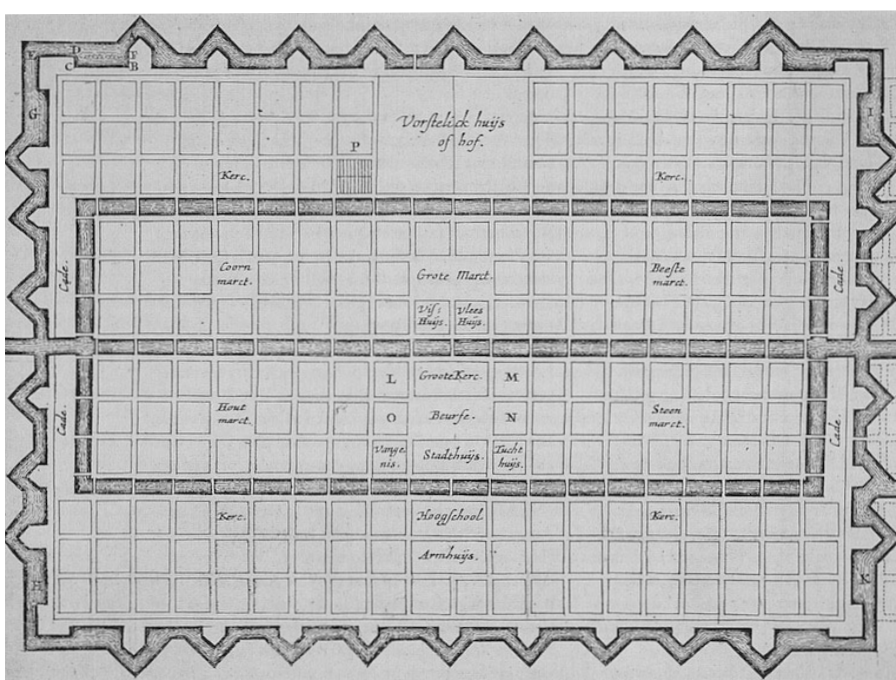 A
D
F
F
C
B
G
I
Vorstelick huijs
of hof.
P
Kerc.
Kerc.
Coorn
marct.
Grote Marct.
Beeste
marct.
Cade.
Cade.
Vis:
Huijs.
Vlees
Huijs.
L
Groote Kerc.
M
Hout
marct.
O
Beurse.
N
Steen
marct.
Cade.
Cade.
Vange.
nis.
Stadthuijs.
Tucht
huijs.
Kerc.
Hoogschool.
Kerc.
Armhuijs.
H
K